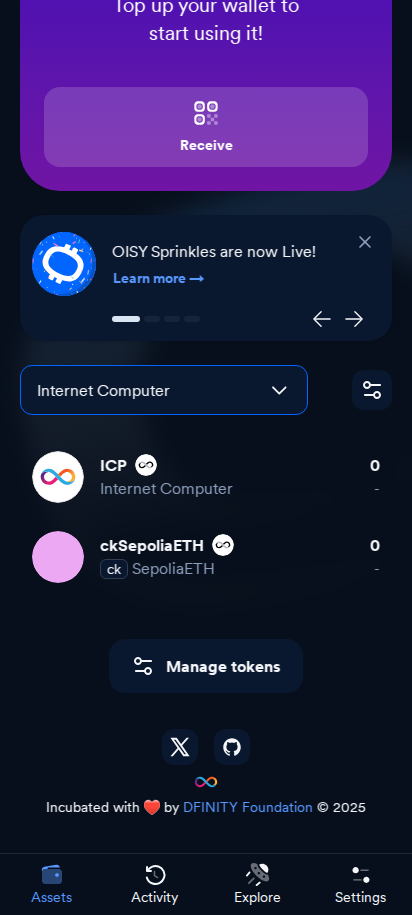 Top up your wallet to
start using it!
Receive
OISY Sprinkles are now Live!
Learn more →
Internet Computer
ICP
0
Internet Computer
-
ckSepoliaETH
0
ck SepoliaETH
-
Manage tokens
Incubated with ❤️ by DFINITY Foundation © 2025
Assets
Activity
Explore
Settings